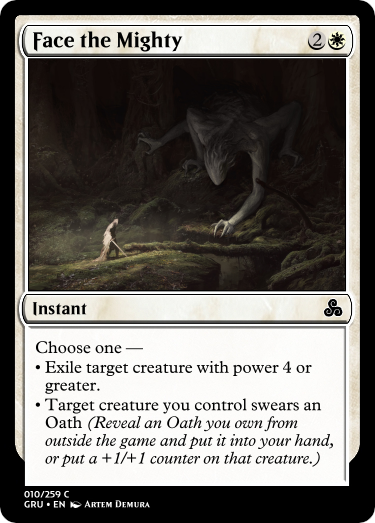 Face the Mighty
2
Instant
Choose one —
• Exile target creature with power 4 or
greater.
• Target creature you control swears an
Oath (Reveal an Oath you own from
outside the game and put it into your hand,
or put a +1/+1 counter on that creature.)
010/259 C
GRU • EN Artem Demura